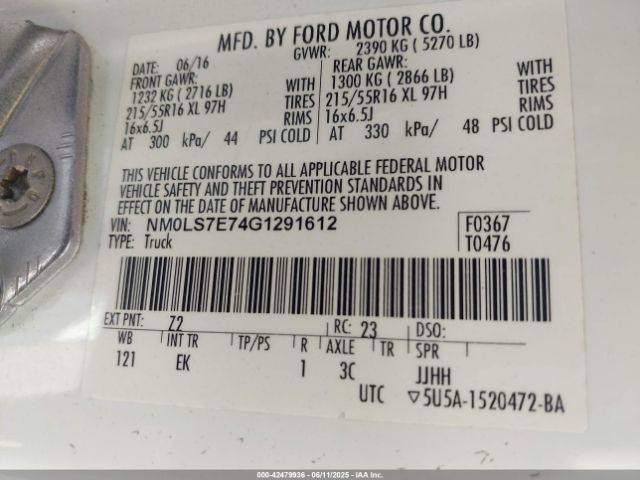 MFD. BY FORD MOTOR CO.
DATE: 06/16 GVWR: 2390 KG ( 5270 LB)
FRONT GAWR: REAR GAWR:
1232 KG ( 2716 LB) WITH 1300 KG ( 2866 LB) WITH
215/55R16 XL 97H TIRES 215/55R16 XL 97H TIRES
16x6.5J RIMS 16x6.5J RIMS
AT 300 kPa/ 44 PSI COLD AT 330 kPa/ 48 PSI COLD
THIS VEHICLE CONFORMS TO ALL APPLICABLE FEDERAL MOTOR
VEHICLE SAFETY AND THEFT PREVENTION STANDARDS IN
EFFECT ON THE DATE OF MANUFACTURE SHOWN ABOVE.
VIN: NM0LS7E74G1291612 F0367
TYPE: Truck T0476
EXT PNT: Z2 RC: 23 DSO:
WB INT TR TP/PS R AXLE TR SPR
121 EK 1 3C JJHH
UTC ▽5U5A-1520472-BA
000-42479936 - 06/11/2025 - IAA Inc.